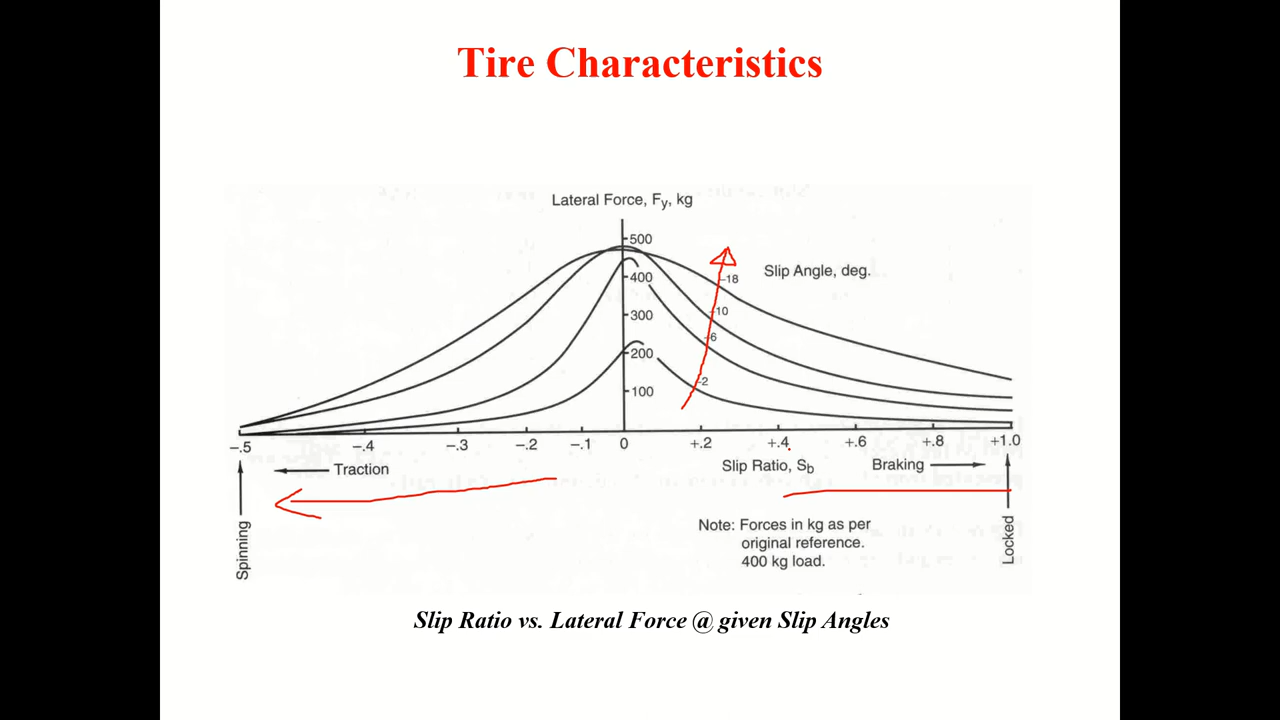 Tire Characteristics
Lateral Force, Fy, kg
500
400
300
200
100
Slip Angle, deg.
–18
–10
–6
–2
–.5
–.4
–.3
–.2
–.1
0
+.2
+.4
+.6
+.8
+1.0
Traction
Slip Ratio, Sb
Braking
Spinning
Locked
Note: Forces in kg as per
original reference.
400 kg load.
Slip Ratio vs. Lateral Force @ given Slip Angles